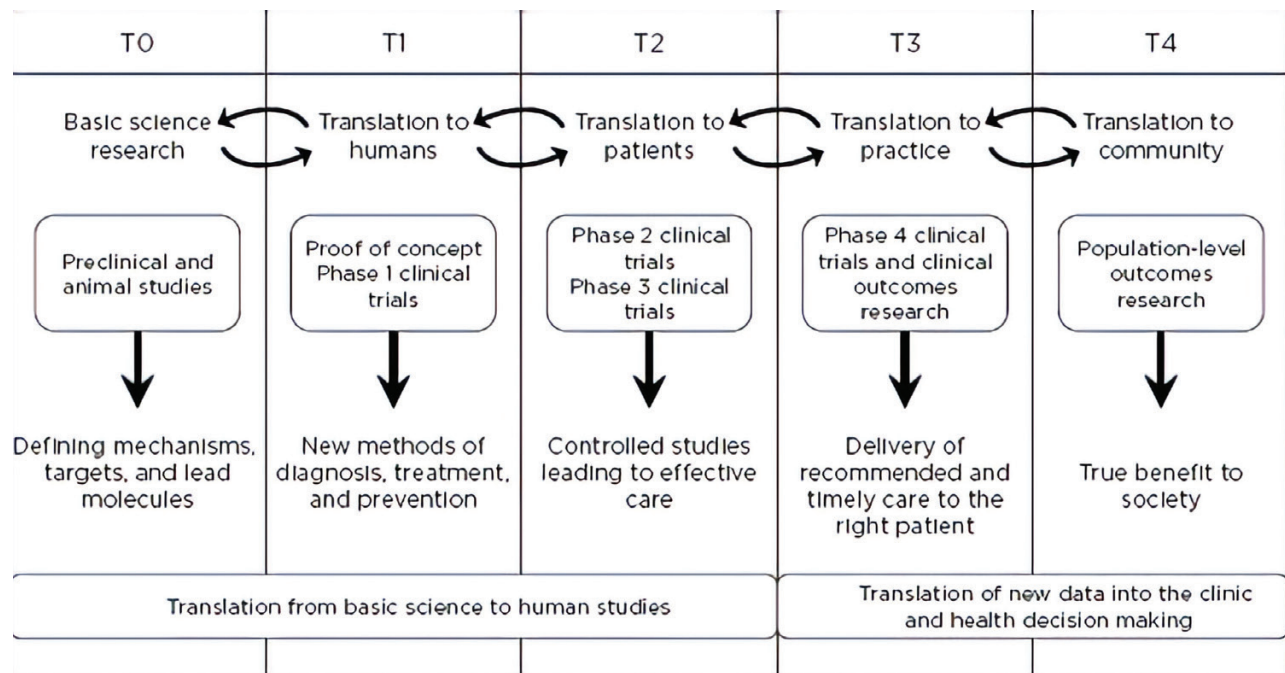 T0
T1
T2
T3
T4
Basic science
research
Translation to
humans
Translation to
patients
Translation to
practice
Translation to
community
Preclinical and
animal studies
Proof of concept
Phase 1 clinical
trials
Phase 2 clinical
trials
Phase 3 clinical
trials
Phase 4 clinical
trials and clinical
outcomes
research
Population-level
outcomes
research
Defining mechanisms,
targets, and lead
molecules
New methods of
diagnosis, treatment,
and prevention
Controlled studies
leading to effective
care
Delivery of
recommended and
timely care to the
right patient
True benefit to
society
Translation from basic science to human studies
Translation of new data into the clinic
and health decision making